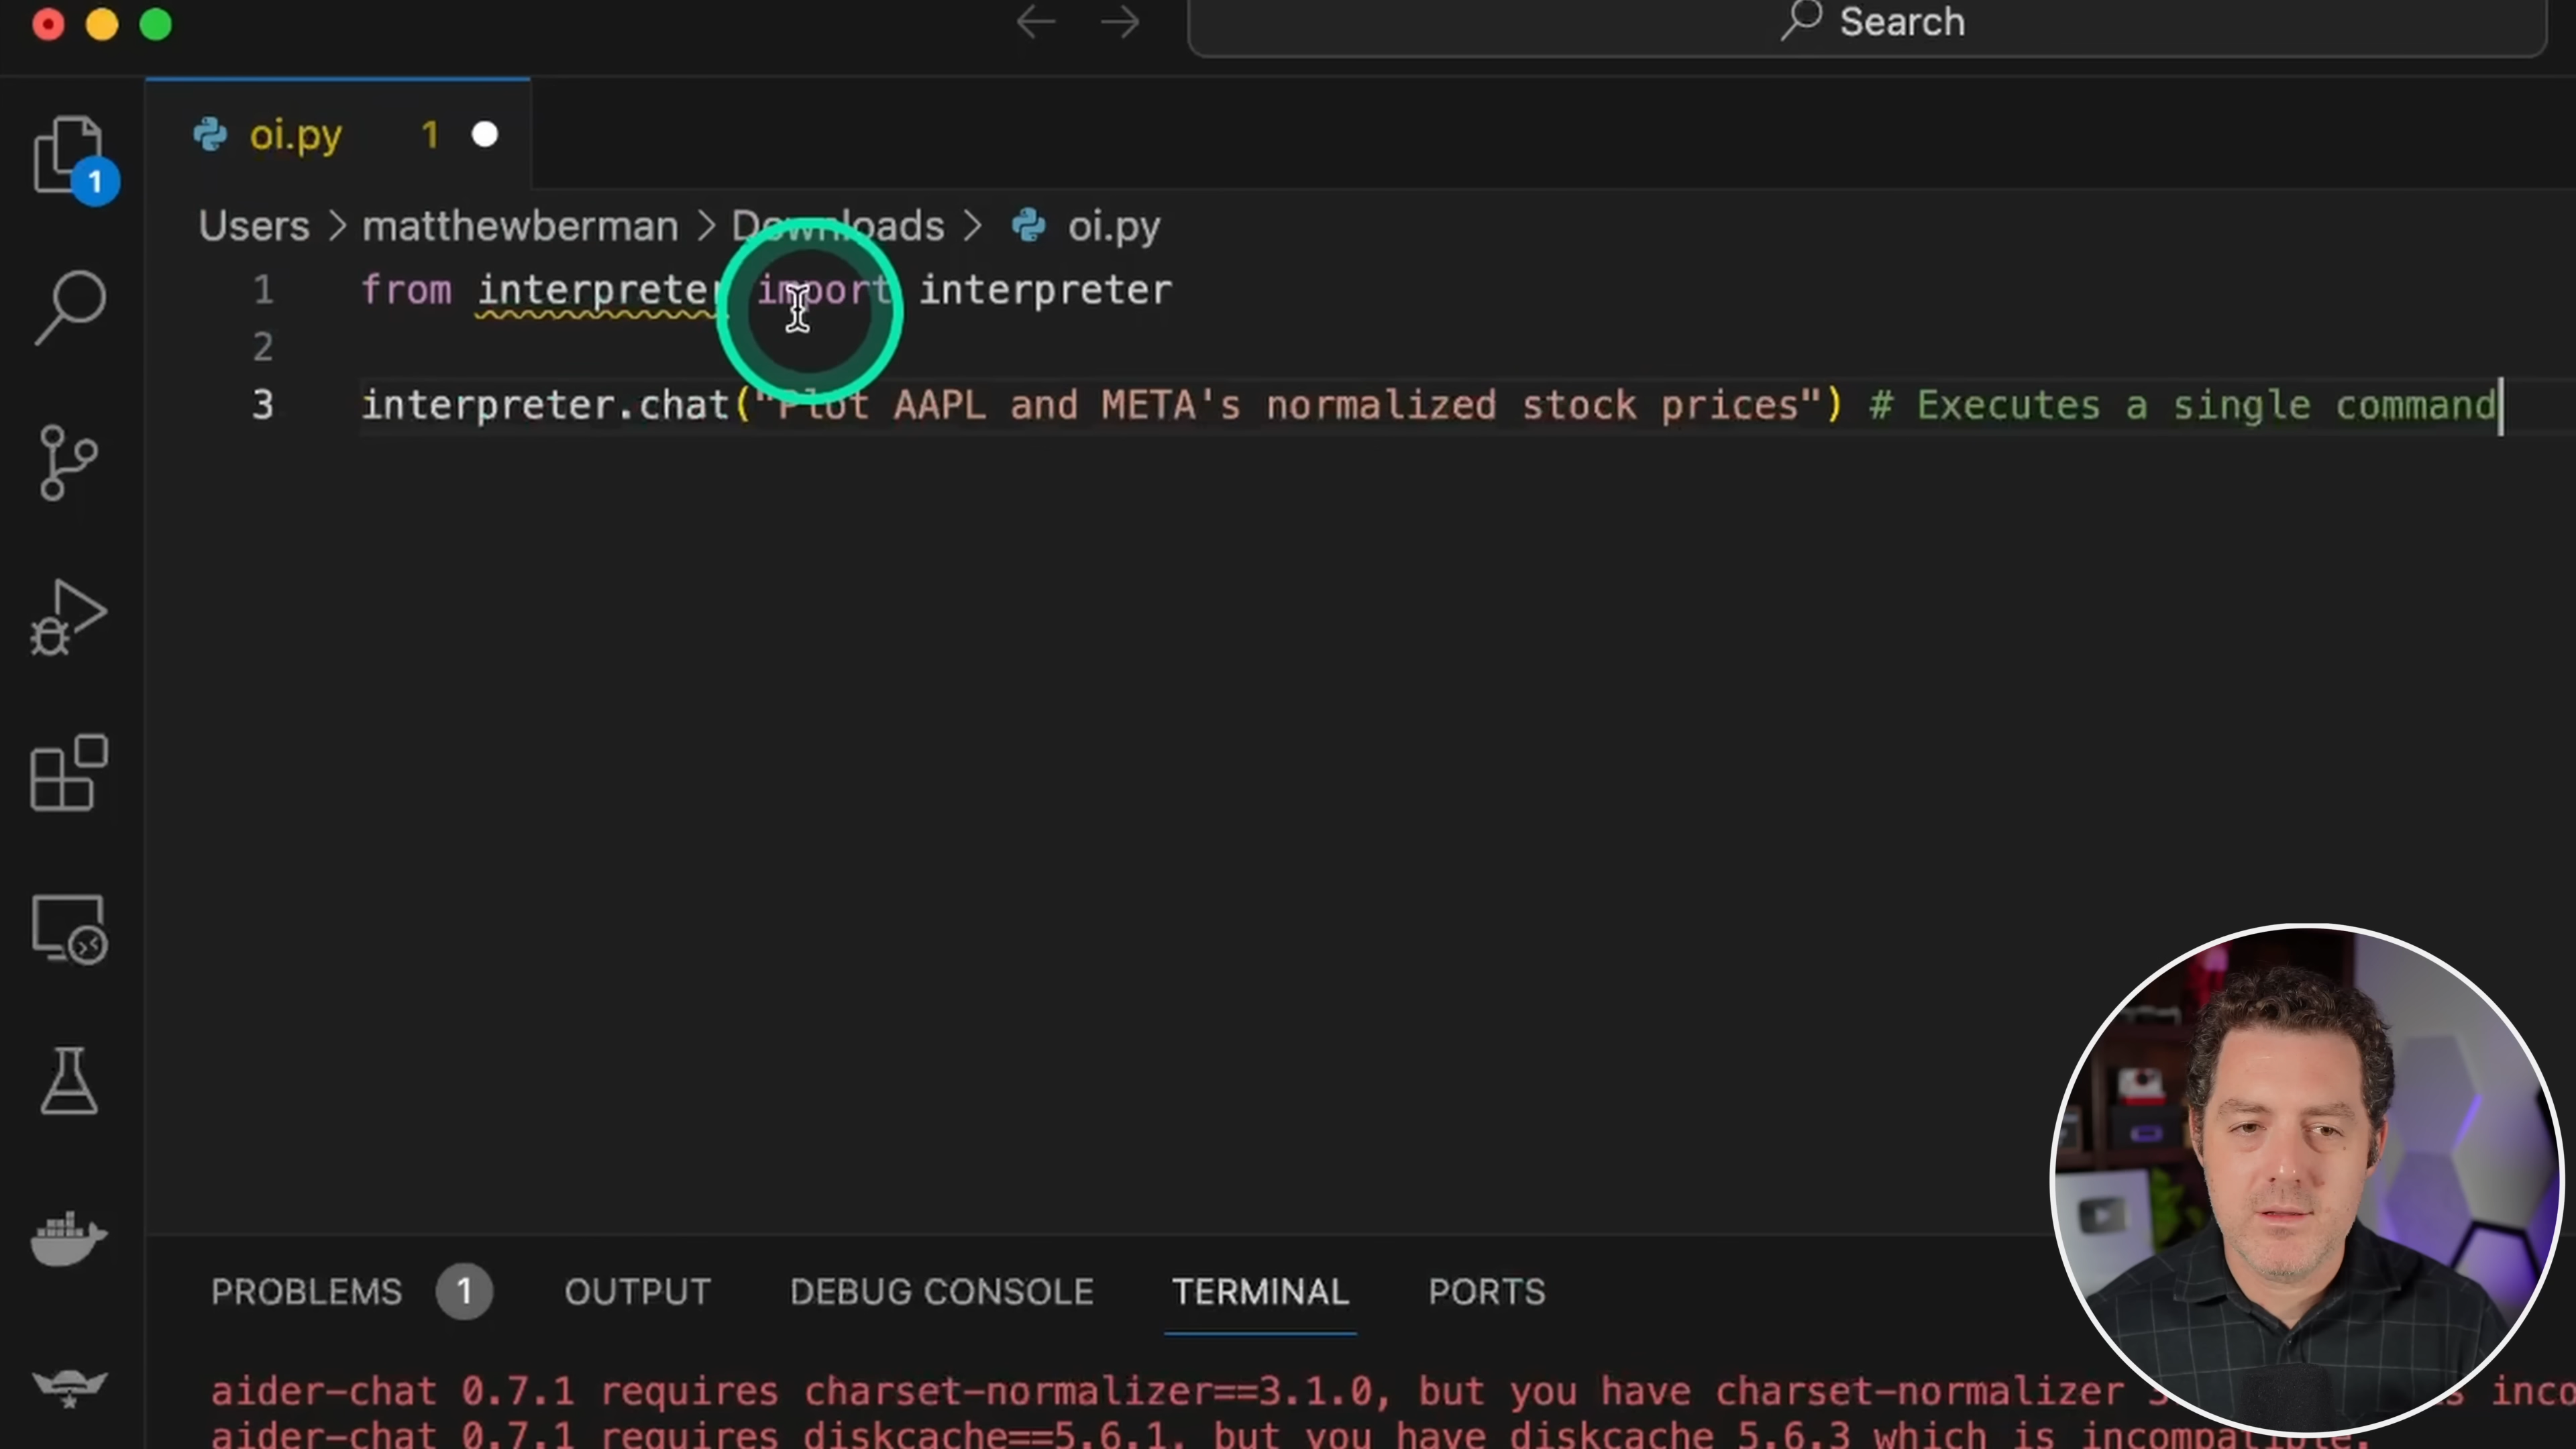 Search
oi.py 1
1
Users > matthewberman > Downloads > oi.py
1 from interpreter import interpreter
2
3 interpreter.chat("Plot AAPL and META's normalized stock prices") # Executes a single command
PROBLEMS 1 OUTPUT DEBUG CONSOLE TERMINAL PORTS
aider-chat 0.7.1 requires charset-normalizer==3.1.0, but you have charset-normalizer
aider-chat 0.7.1 requires diskcache==5.6.1, but you have diskcache 5.6.3 which is incompatible.